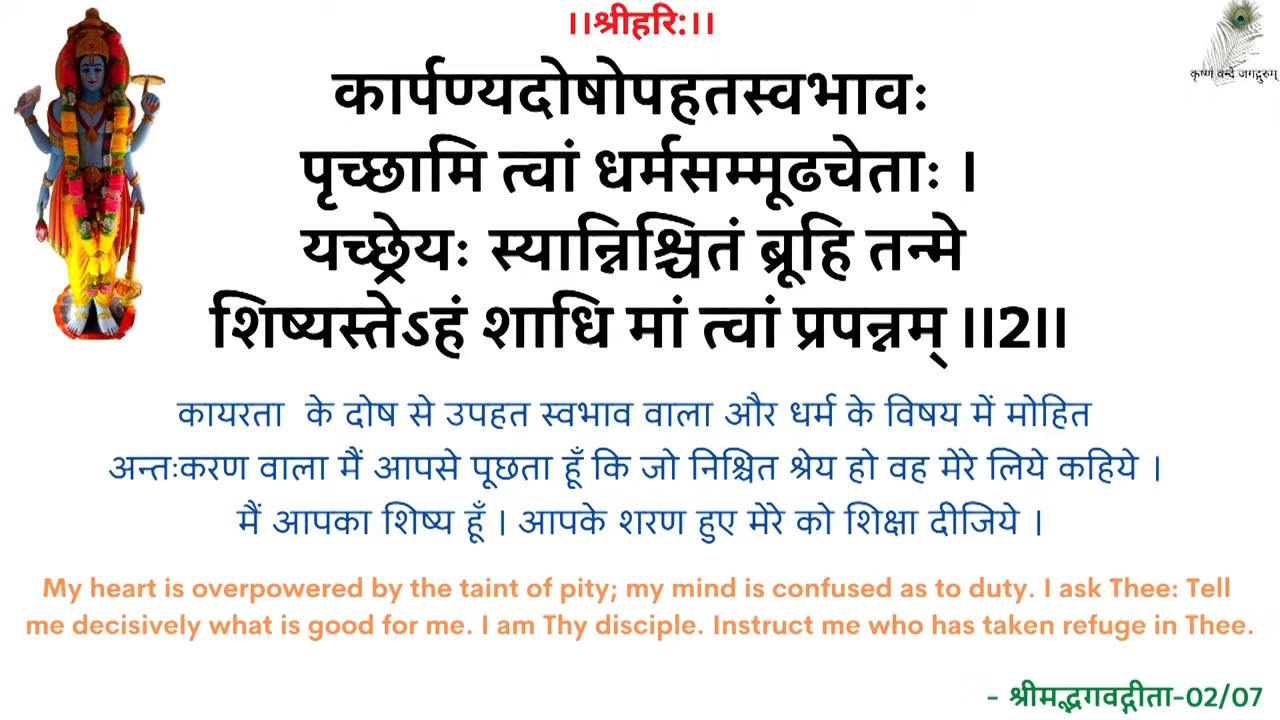 ।।श्रीहरि:।।
कृष्णं वन्दे जगद्गुरुम्
कार्पण्यदोषोपहतस्वभावः
पृच्छामि त्वां धर्मसम्मूढचेताः ।
यच्छ्रेयः स्यान्निश्चितं ब्रूहि तन्मे
शिष्यस्तेऽहं शाधि मां त्वां प्रपन्नम् ।।2।।
कायरता के दोष से उपहत स्वभाव वाला और धर्म के विषय में मोहित
अन्तःकरण वाला मैं आपसे पूछता हूँ कि जो निश्चित श्रेय हो वह मेरे लिये कहिये ।
मैं आपका शिष्य हूँ । आपके शरण हुए मेरे को शिक्षा दीजिये ।
My heart is overpowered by the taint of pity; my mind is confused as to duty. I ask Thee: Tell
me decisively what is good for me. I am Thy disciple. Instruct me who has taken refuge in Thee.
- श्रीमद्भगवद्गीता-02/07